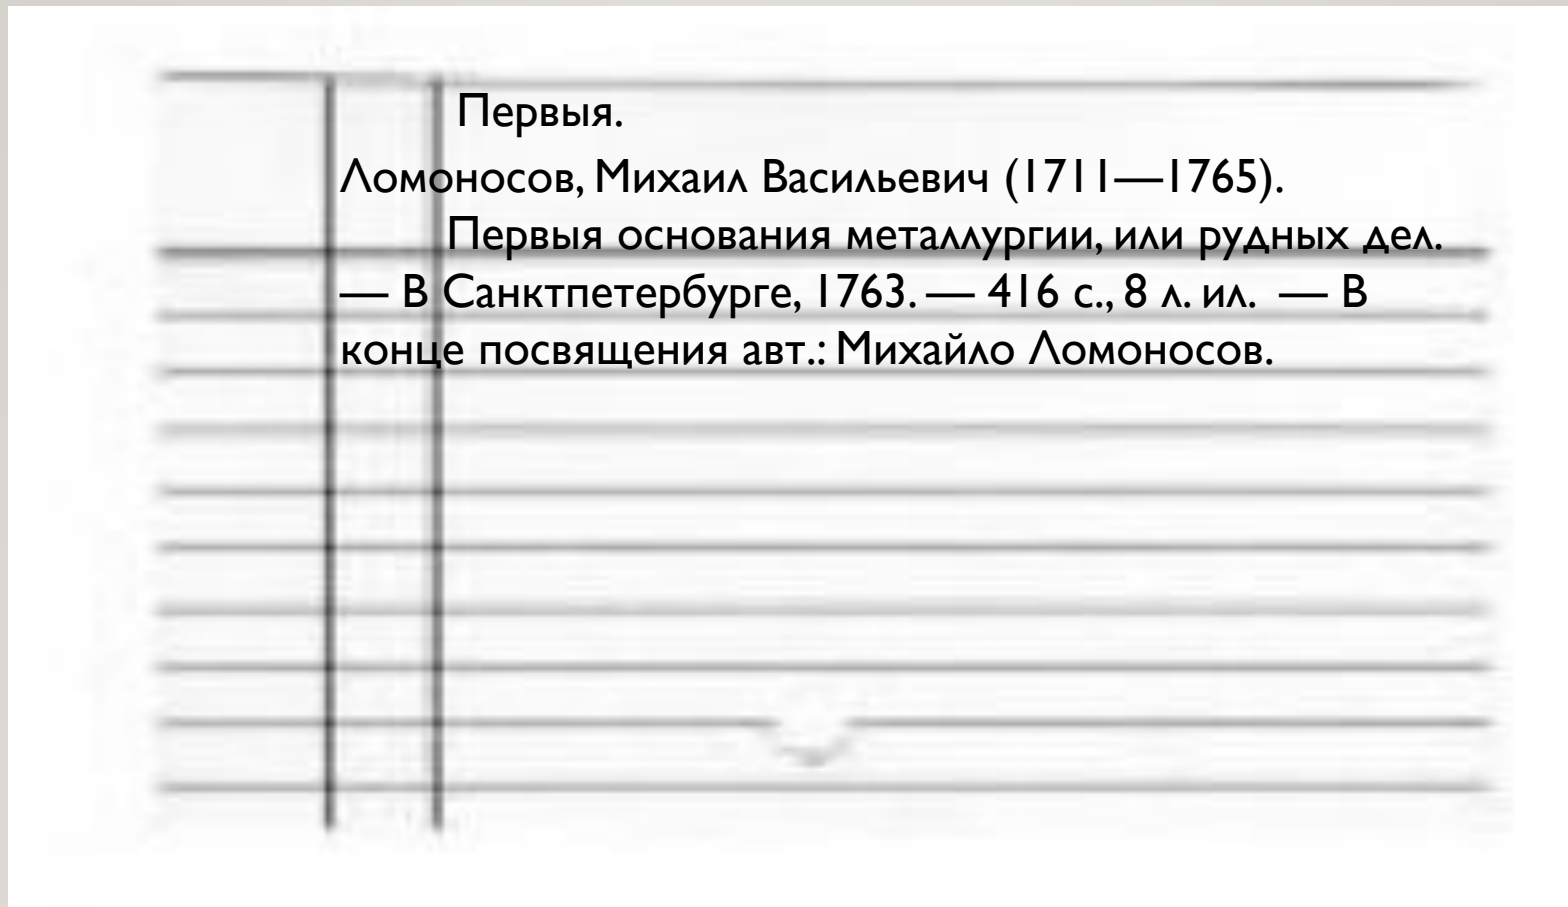 Первыя.
Ломоносов, Михаил Васильевич (1711—1765).
Первыя основания металлургии, или рудных дел.
— В Санктпетербурге, 1763. — 416 с., 8 л. ил. — В
конце посвящения авт.: Михайло Ломоносов.